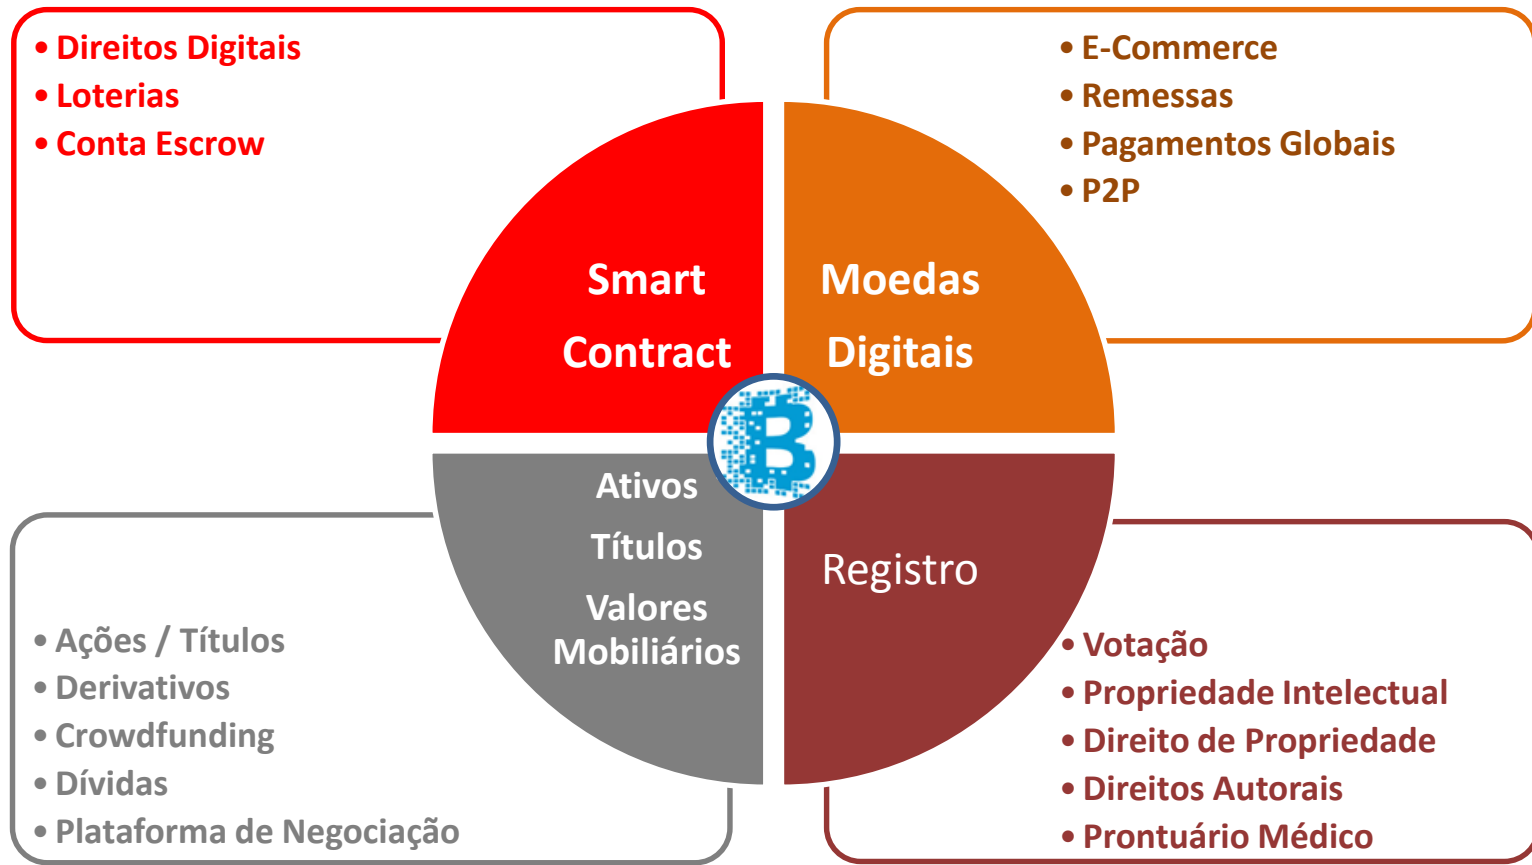 • Direitos Digitais
• Loterias
• Conta Escrow
• E-Commerce
• Remessas
• Pagamentos Globais
• P2P
Smart
Contract
Moedas
Digitais
Ativos
Títulos
Valores
Mobiliários
Registro
• Ações / Títulos
• Derivativos
• Crowdfunding
• Dívidas
• Plataforma de Negociação
• Votação
• Propriedade Intelectual
• Direito de Propriedade
• Direitos Autorais
• Prontuário Médico